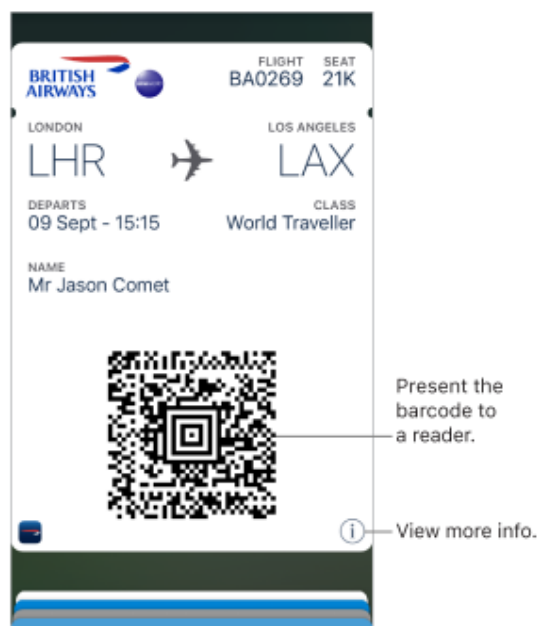 BRITISH
AIRWAYS
FLIGHT SEAT
BA0269 21K
LONDON LOS ANGELES
LHR LAX
DEPARTS CLASS
09 Sept - 15:15 World Traveller
NAME
Mr Jason Comet
Present the
barcode to
a reader.
View more info.